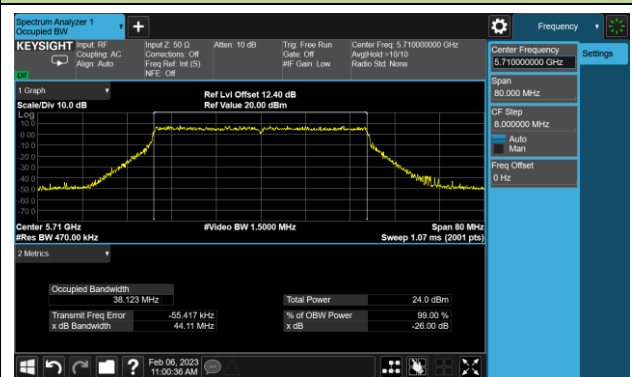 Spectrum Analyzer 1
Occupied BW
+
Frequency
KEYSIGHT
Input: RF
Coupling: AC
Align: Auto
Input Z: 50 Ω
Corrections: Off
Freq Ref: Int (S)
NFE: Off
Atten: 10 dB
Trig: Free Run
Gate: Off
#IF Gain: Low
Center Freq: 5.710000000 GHz
Avg|Hold:>10/10
Radio Std: None
Center Frequency
5.710000000 GHz
Settings
Span
80.000 MHz
CF Step
8.000000 MHz
Auto
Man
Freq Offset
0 Hz
1 Graph
Scale/Div 10.0 dB
Ref Lvl Offset 12.40 dB
Ref Value 20.00 dBm
Log
10.0
0.00
-10.0
-20.0
-30.0
-40.0
-50.0
-60.0
-70.0
Center 5.71 GHz
#Video BW 1.5000 MHz
Span 80 MHz
#Res BW 470.00 kHz
Sweep 1.07 ms (2001 pts)
2 Metrics
Occupied Bandwidth
38.123 MHz
Total Power
24.0 dBm
Transmit Freq Error
-55.417 kHz
% of OBW Power
99.00 %
x dB Bandwidth
44.11 MHz
x dB
-26.00 dB
?
Feb 06, 2023
11:00:36 AM